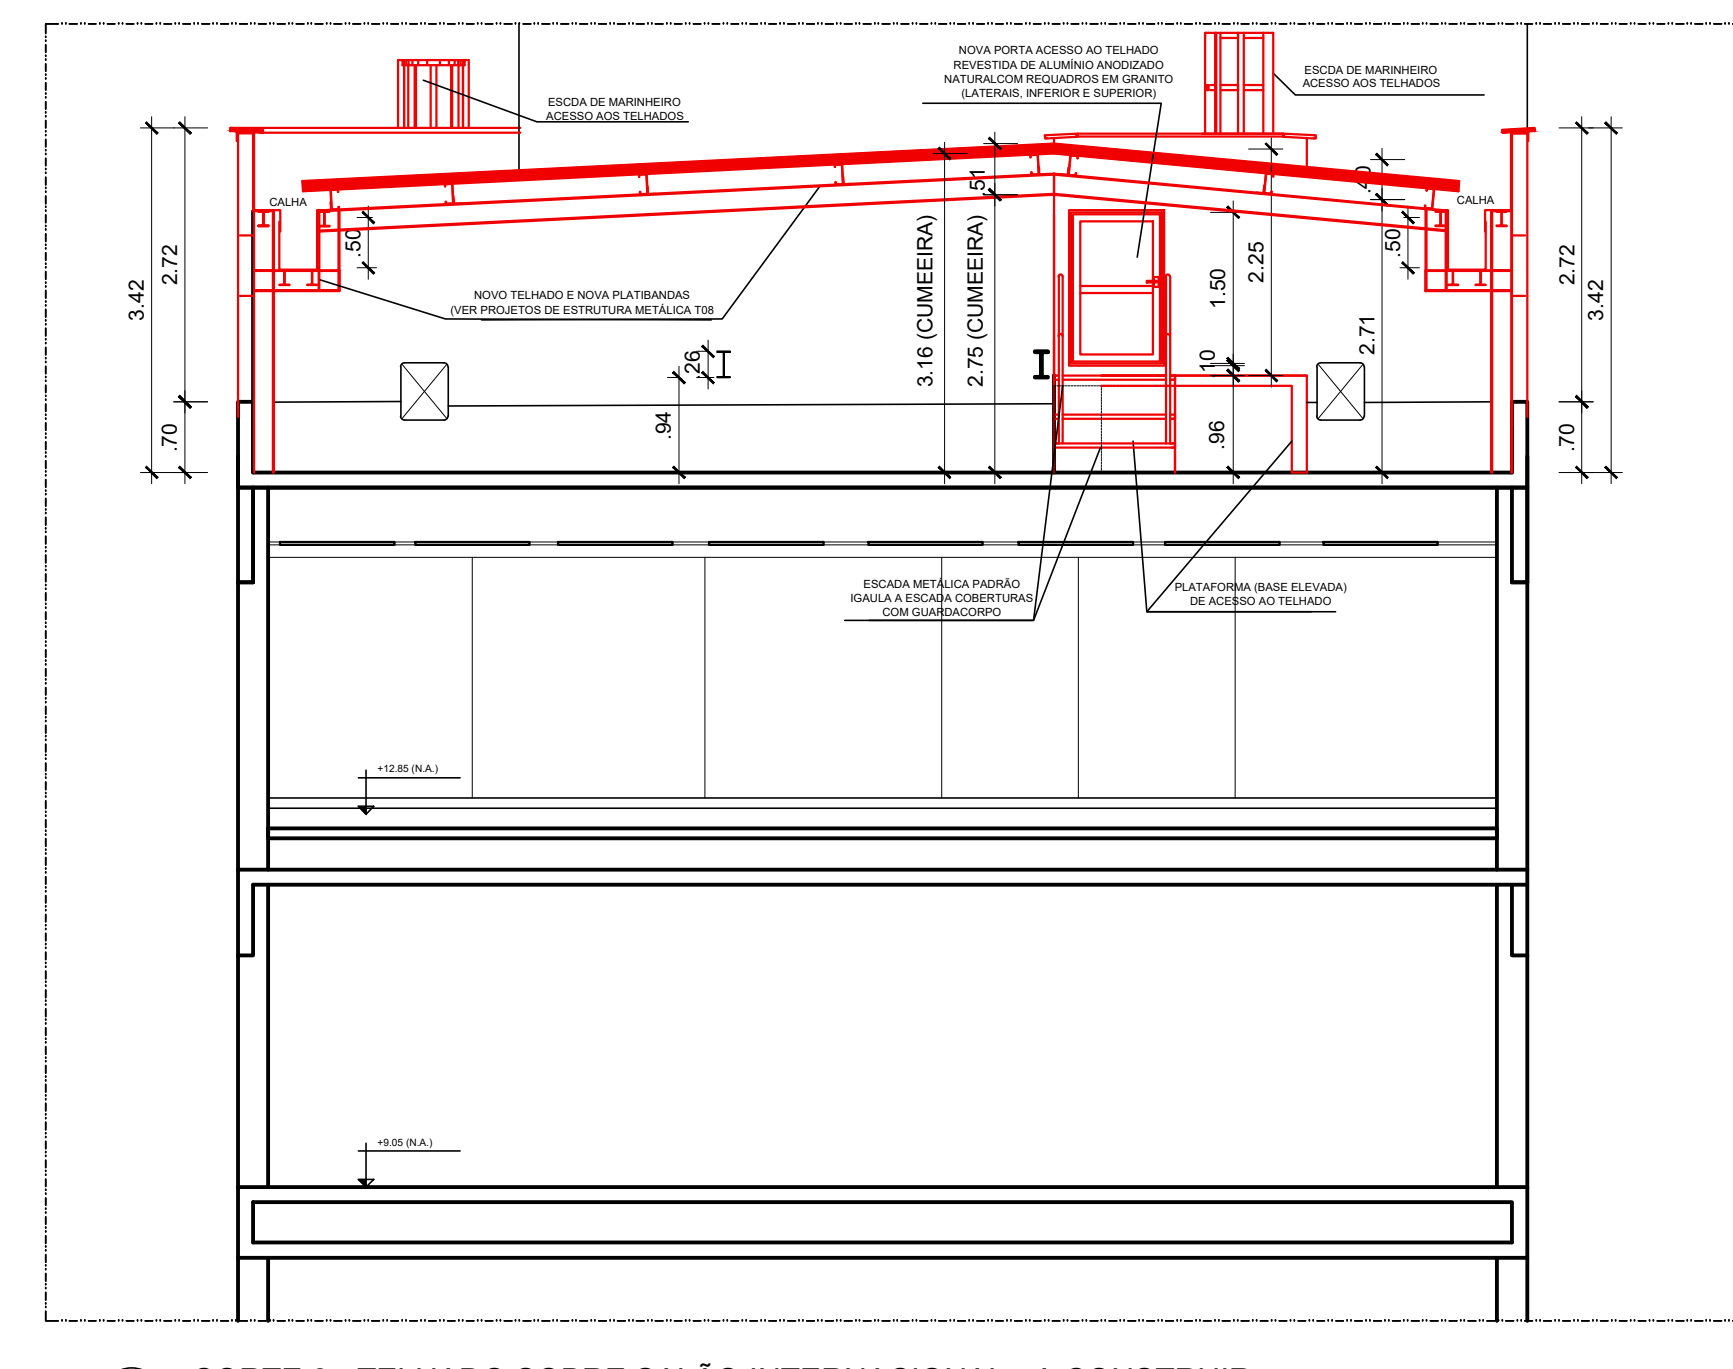 NOVA PORTA ACESSO AO TELHADO
REVESTIDA DE ALUMÍNIO ANODIZADO
NATURALCOM REQUADROS EM GRANITO
(LATERAIS, INFERIOR E SUPERIOR)
ESCDA DE MARINHEIRO
ACESSO AOS TELHADOS
ESCDA DE MARINHEIRO
ACESSO AOS TELHADOS
CALHA
CALHA
3.42
2.72
.70
.50
NOVO TELHADO E NOVA PLATIBANDAS
(VER PROJETOS DE ESTRUTURA METÁLICA T08
.26
.94
3.16 (CUMEEIRA)
2.75 (CUMEEIRA)
.51
1.50
2.25
.10
.96
2.71
.40
.50
2.72
3.42
.70
ESCADA METÁLICA PADRÃO
IGAULA A ESCADA COBERTURAS
COM GUARDACORPO
PLATAFORMA (BASE ELEVADA)
DE ACESSO AO TELHADO
+12.85 (N.A.)
+9.05 (N.A.)